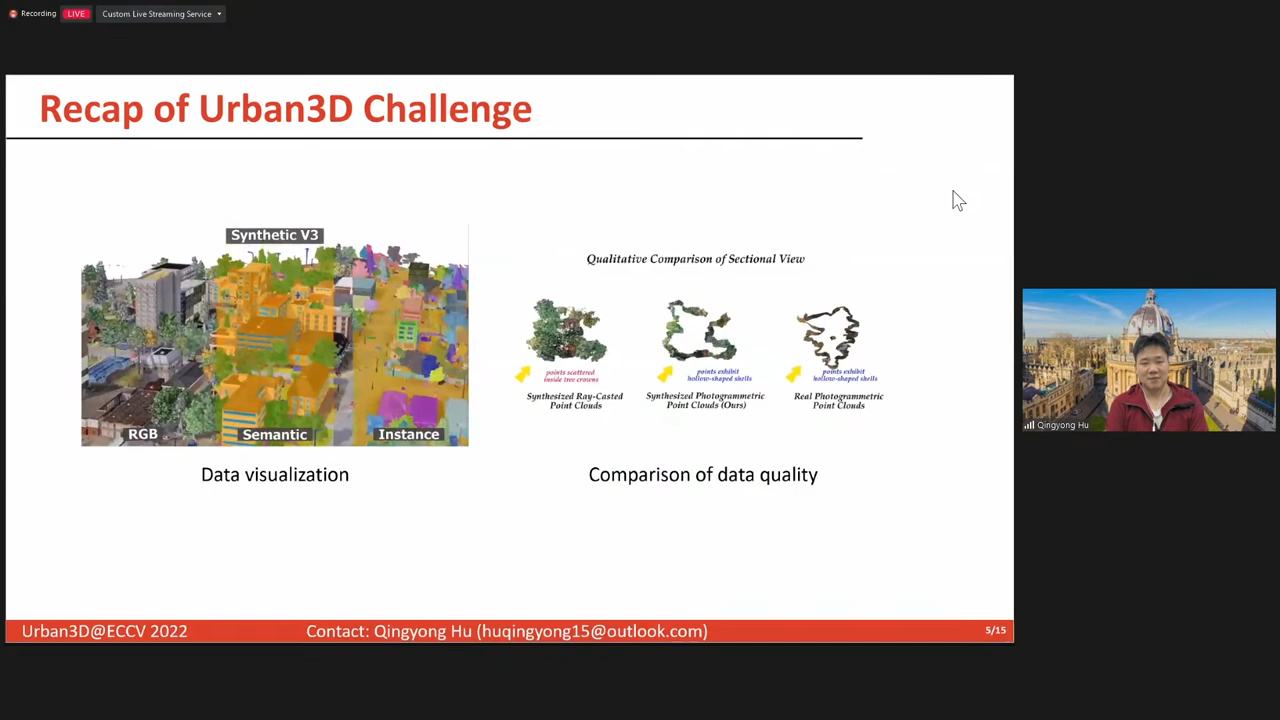 Recording
LIVE
Custom Live Streaming Service
Recap of Urban3D Challenge
Synthetic V3
RGB
Semantic
Instance
Data visualization
Qualitative Comparison of Sectional View
points scattered
inside tree crowns
Synthesized Ray-Casted
Point Clouds
points exhibit
hollow-shaped shells
Synthesized Photogrammetric
Point Clouds (Ours)
points exhibit
hollow-shaped shells
Real Photogrammetric
Point Clouds
Comparison of data quality
Qingyong Hu
Urban3D@ECCV 2022
Contact: Qingyong Hu (huqingyong15@outlook.com)
5/15